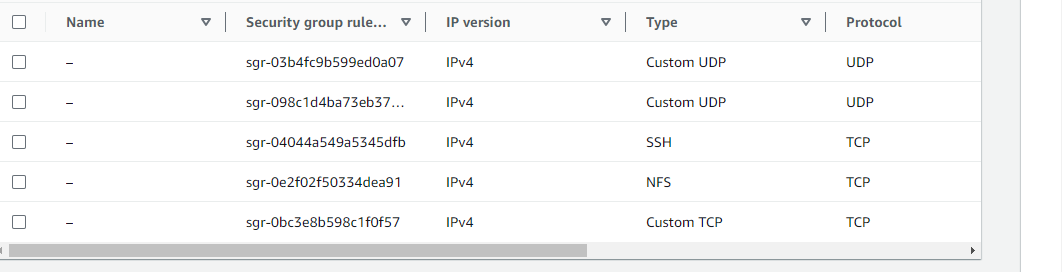 Name Security group rule... IP version Type Protocol
– sgr-03b4fc9b599ed0a07 IPv4 Custom UDP UDP
– sgr-098c1d4ba73eb37... IPv4 Custom UDP UDP
– sgr-04044a549a5345dfb IPv4 SSH TCP
– sgr-0e2f02f50334dea91 IPv4 NFS TCP
– sgr-0bc3e8b598c1f0f57 IPv4 Custom TCP TCP